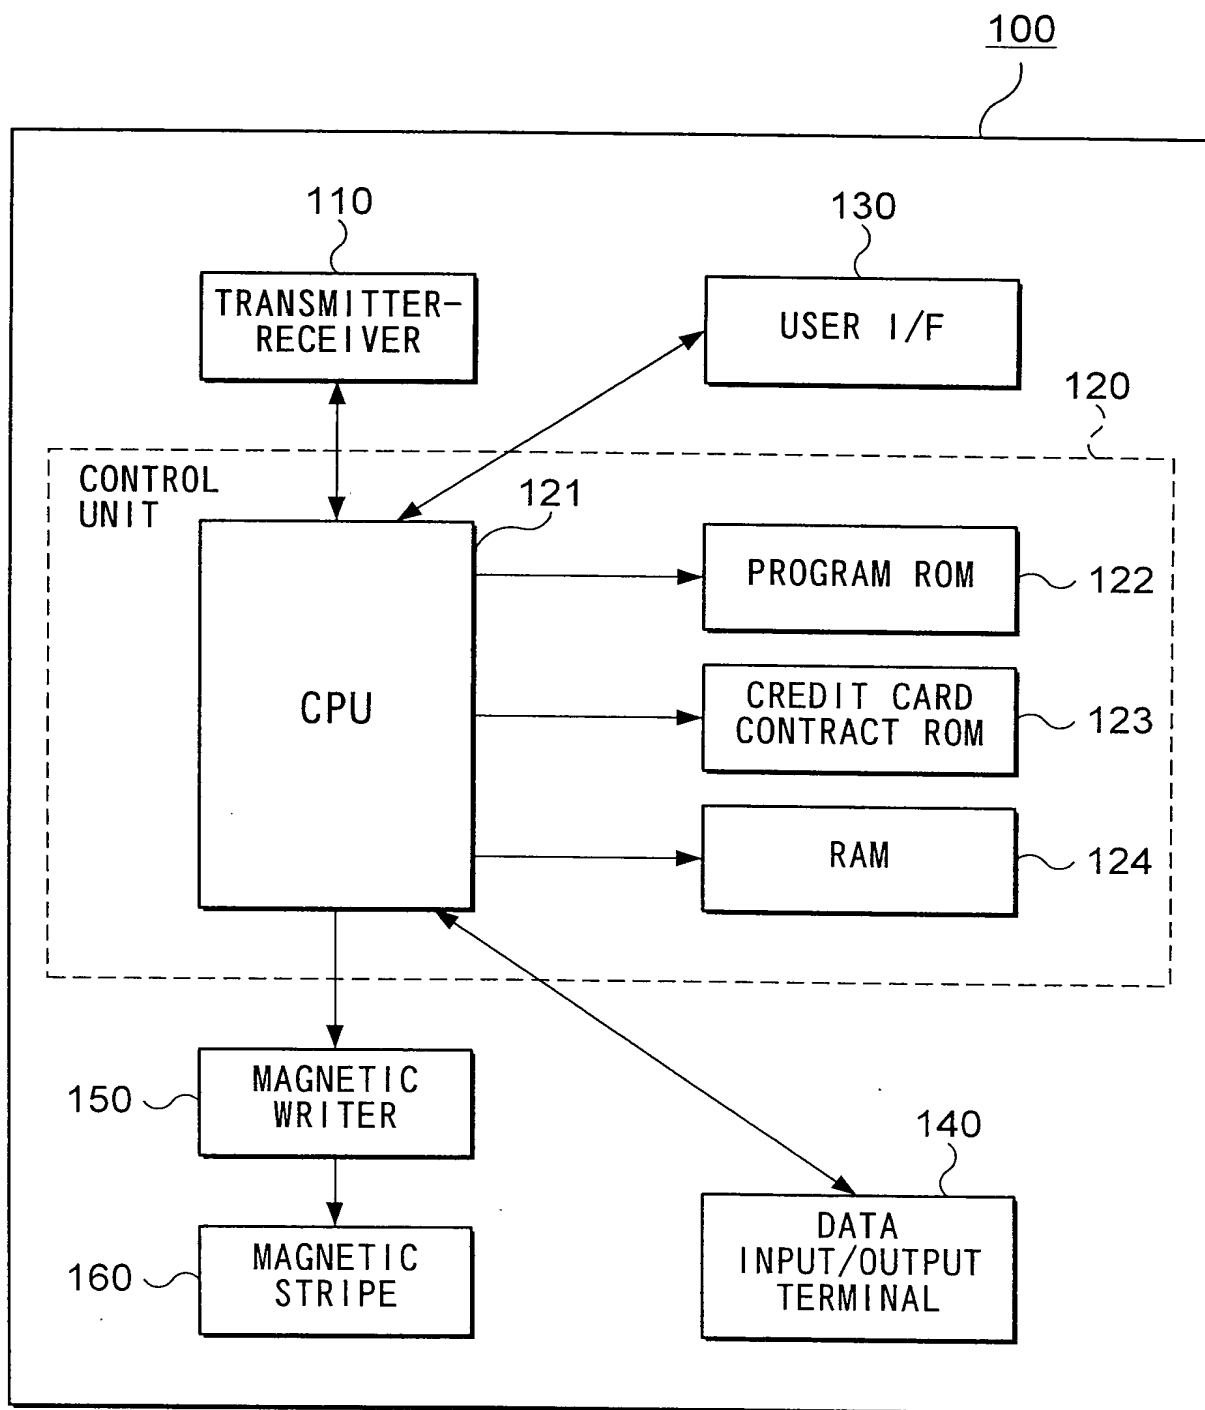 100
110
130
TRANSMITTER-
RECEIVER
USER I/F
120
CONTROL
UNIT
121
CPU
PROGRAM ROM
122
CREDIT CARD
CONTRACT ROM
123
RAM
124
150
MAGNETIC
WRITER
140
160
MAGNETIC
STRIPE
DATA
INPUT/OUTPUT
TERMINAL